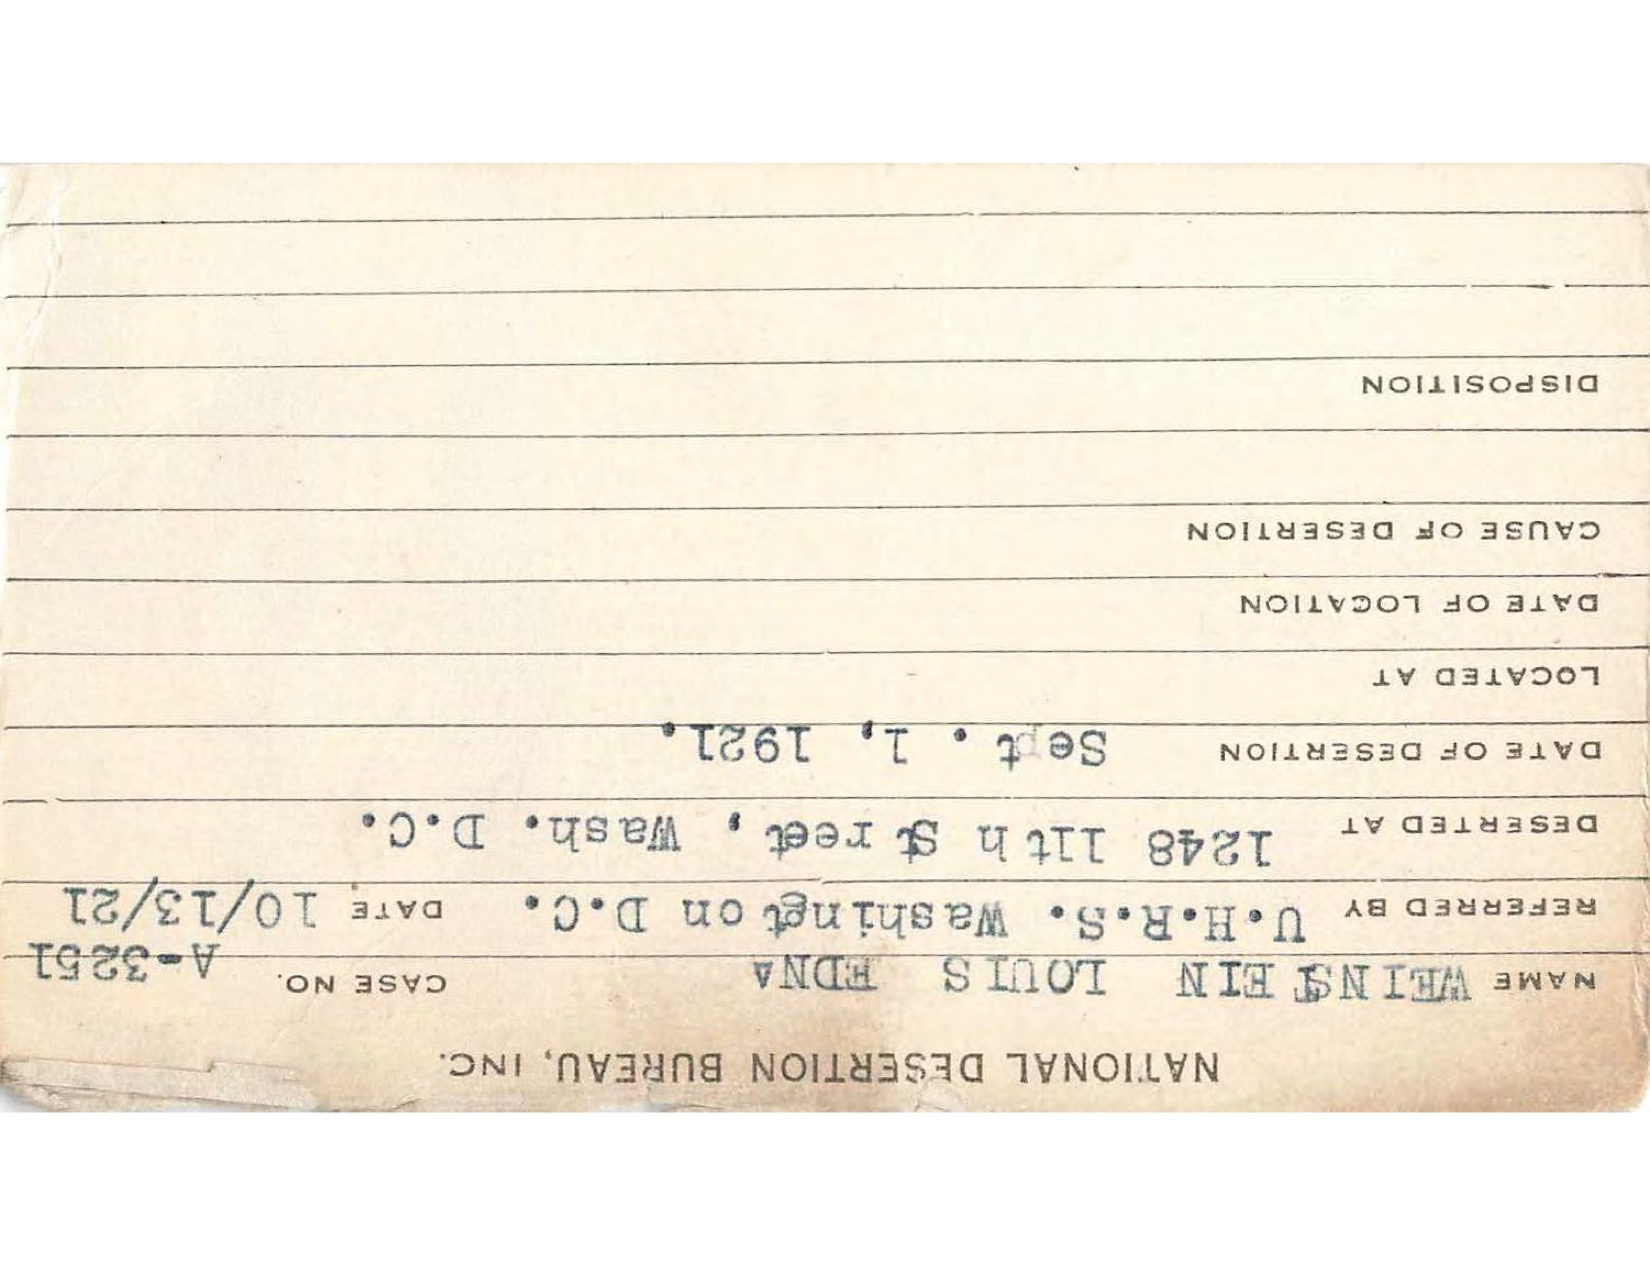 NATIONAL DESERTION BUREAU, INC.
NAME WEINSTEIN LOUIS EDNA CASE NO. A-3251
REFERRED BY U.H.R.S. Washington D.C. DATE 10/13/21
DESERTED AT 1248 11th Street, Wash. D.C.
DATE OF DESERTION Sept. 1, 1921.
LOCATED AT
DATE OF LOCATION
CAUSE OF DESERTION
DISPOSITION